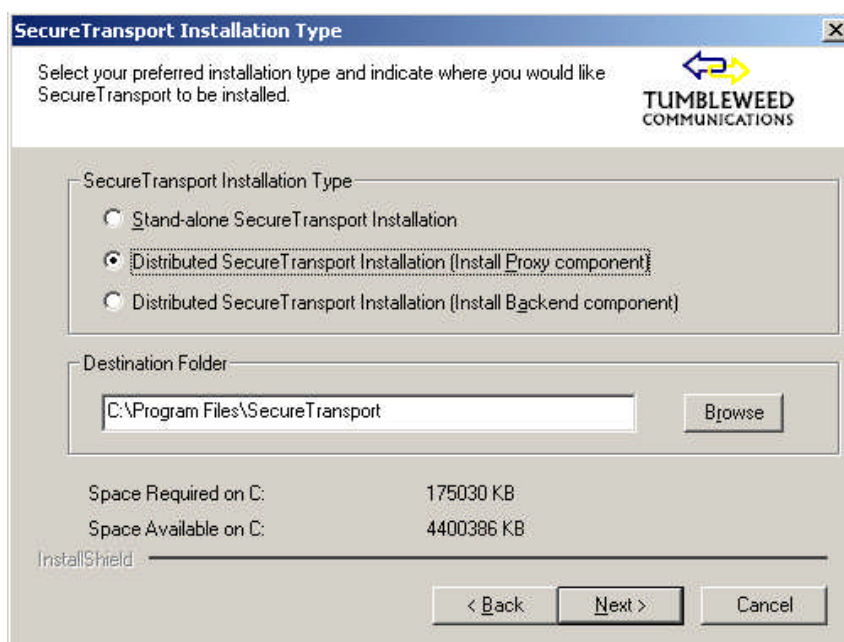 SecureTransport Installation Type
Select your preferred installation type and indicate where you would like
SecureTransport to be installed.
TUMBLEWEED
COMMUNICATIONS
SecureTransport Installation Type
Stand-alone SecureTransport Installation
Distributed SecureTransport Installation (Install Proxy component)
Distributed SecureTransport Installation (Install Backend component)
Destination Folder
C:\Program Files\SecureTransport
Browse
Space Required on C: 175030 KB
Space Available on C: 4400386 KB
InstallShield
< Back Next > Cancel